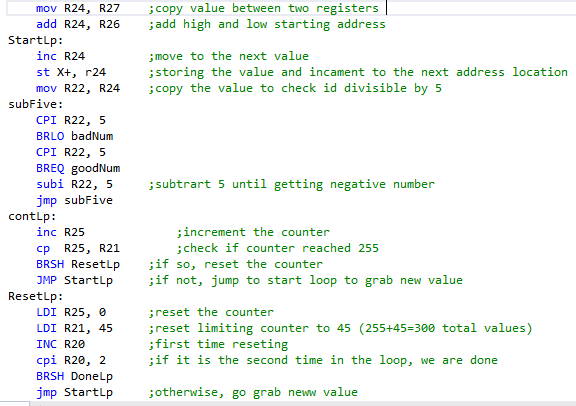 mov R24, R27 ;copy value between two registers
add R24, R26 ;add high and low starting address
StartLp:
inc R24 ;move to the next value
st X+, r24 ;storing the value and incament to the next address location
mov R22, R24 ;copy the value to check id divisible by 5
subFive:
CPI R22, 5
BRLO badNum
CPI R22, 5
BREQ goodNum
subi R22, 5 ;subtrart 5 until getting negative number
jmp subFive
contLp:
inc R25 ;increment the counter
cp R25, R21 ;check if counter reached 255
BRSH ResetLp ;if so, reset the counter
JMP StartLp ;if not, jump to start loop to grab new value
ResetLp:
LDI R25, 0 ;reset the counter
LDI R21, 45 ;reset limiting counter to 45 (255+45=300 total values)
INC R20 ;first time reseting
cpi R20, 2 ;if it is the second time in the loop, we are done
BRSH DoneLp
jmp StartLp ;otherwise, go grab neww value